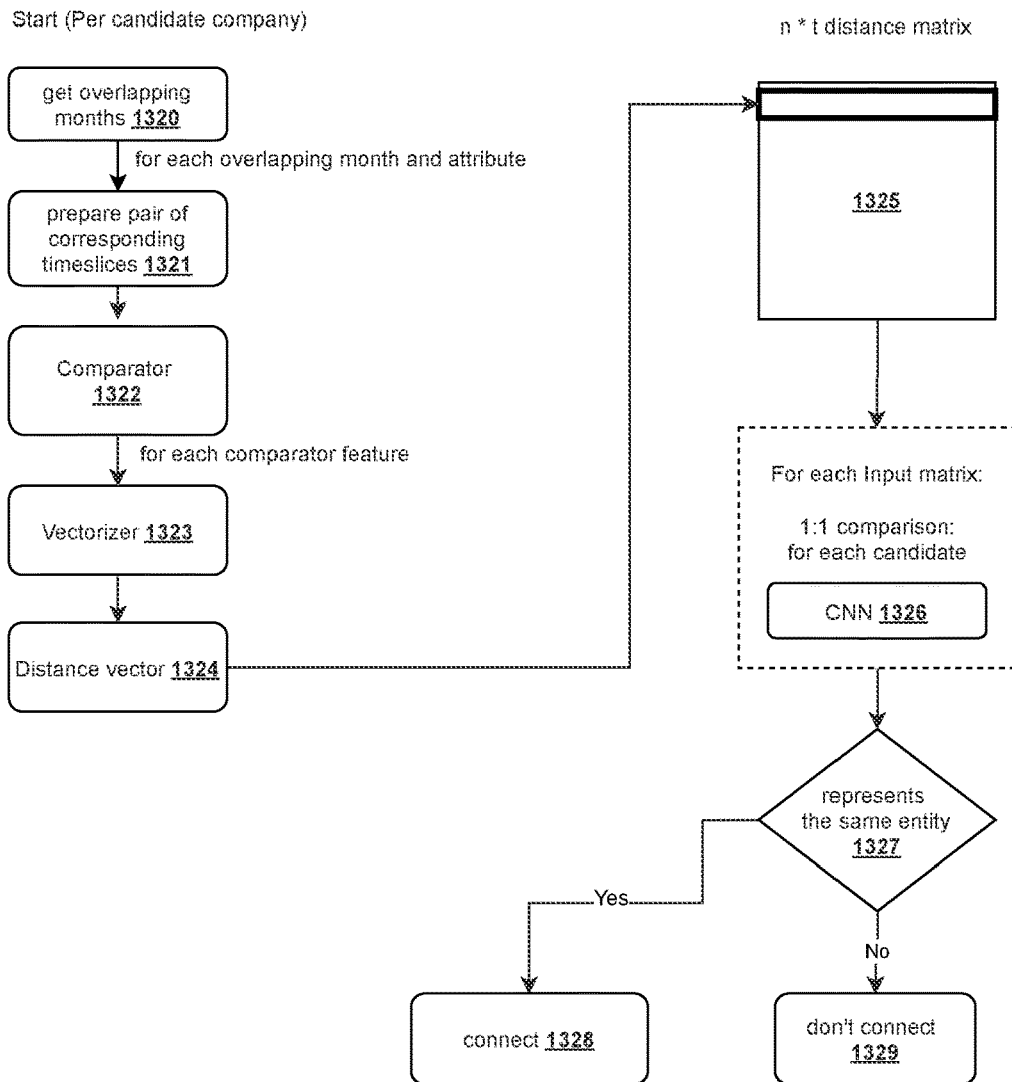 Start (Per candidate company)
get overlapping
months 1320
for each overlapping month and attribute
prepare pair of
corresponding
timeslices 1321
Comparator
1322
for each comparator feature
Vectorizer 1323
Distance vector 1324
n * t distance matrix
1325
For each Input matrix:
1:1 comparison:
for each candidate
CNN 1326
represents
the same entity
1327
Yes
No
connect 1328
don't connect
1329